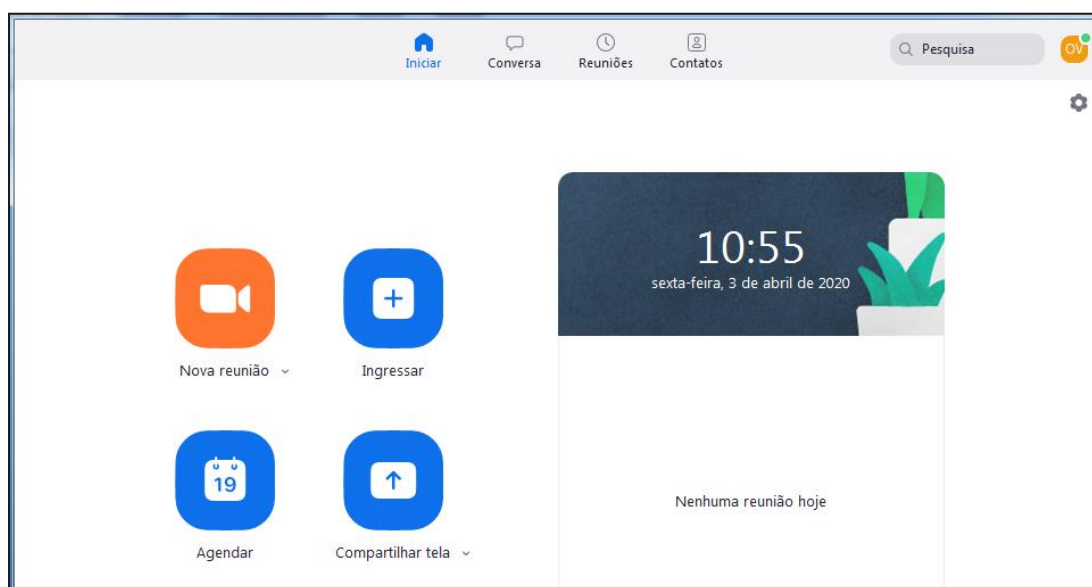 Iniciar
Conversa
Reuniões
Contatos
Pesquisa
OV
10:55
sexta-feira, 3 de abril de 2020
Nova reunião
Ingressar
19
Agendar
Compartilhar tela
Nenhuma reunião hoje